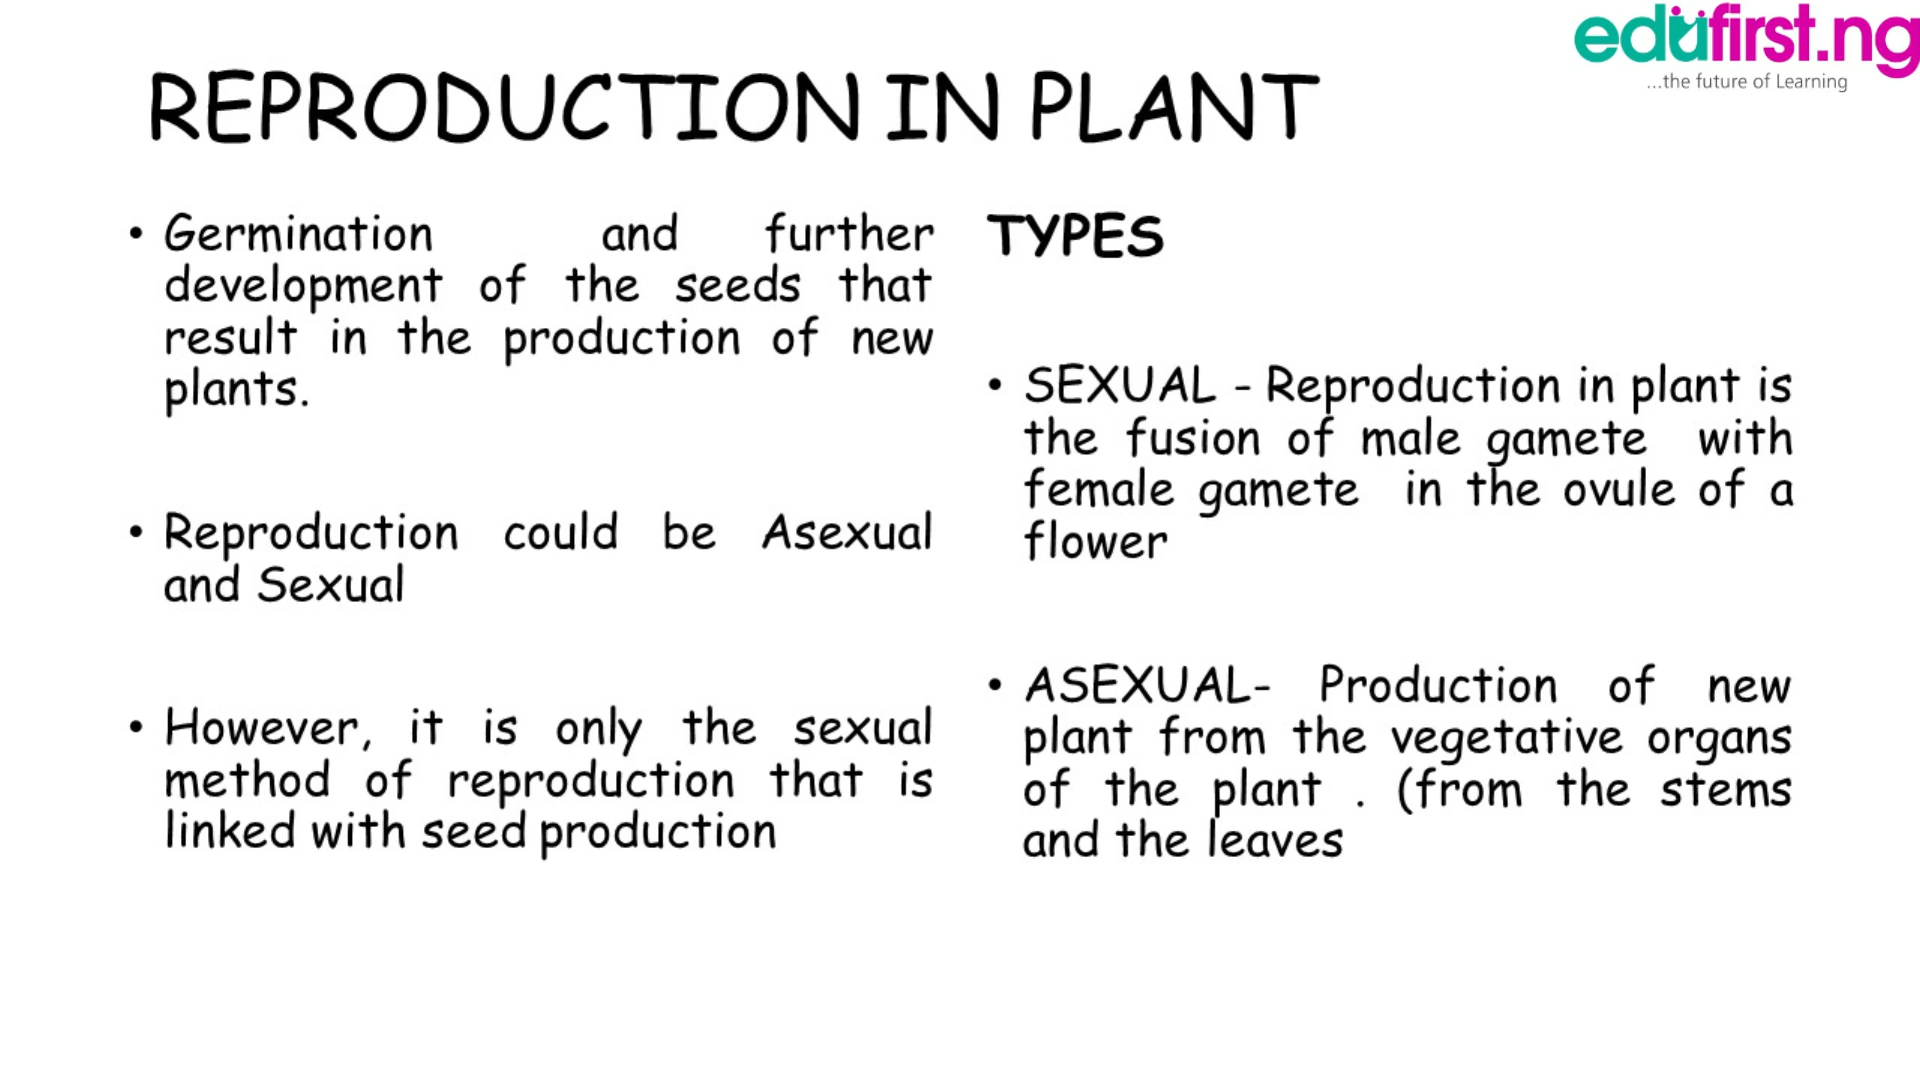 edufirst.ng
...the future of Learning
REPRODUCTION IN PLANT
• Germination and further
development of the seeds that
result in the production of new
plants.
• Reproduction could be Asexual
and Sexual
• However, it is only the sexual
method of reproduction that is
linked with seed production
TYPES
• SEXUAL - Reproduction in plant is
the fusion of male gamete with
female gamete in the ovule of a
flower
• ASEXUAL- Production of new
plant from the vegetative organs
of the plant . (from the stems
and the leaves